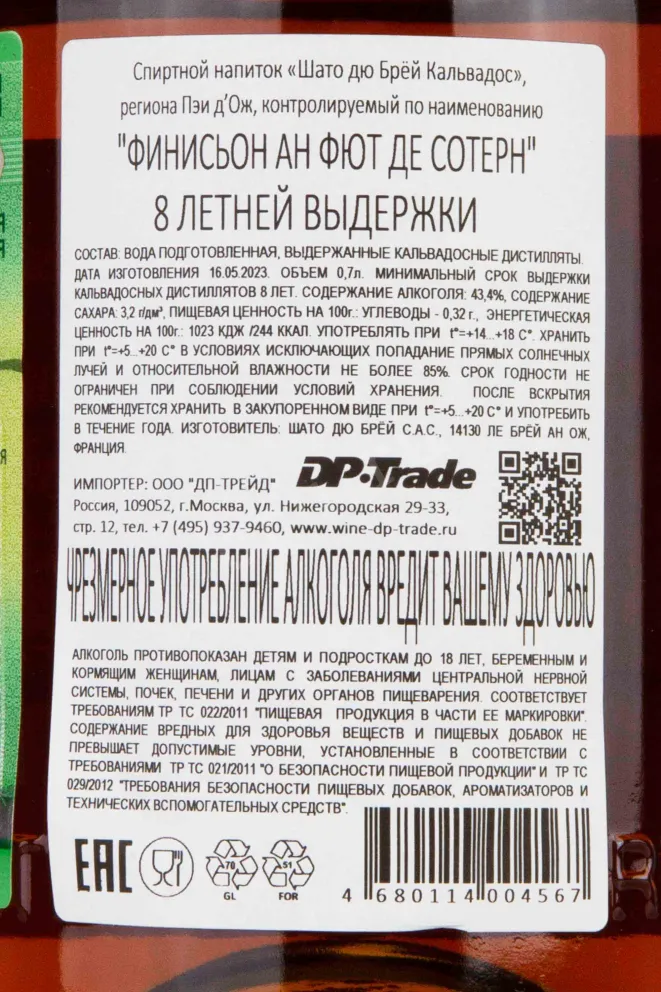 Спиртной напиток «Шато дю Брёй Кальвадос»,
региона Пэи д’Ож, контролируемый по наименованию
"ФИНИСЬОН АН ФЮТ ДЕ СОТЕРН"
8 ЛЕТНЕЙ ВЫДЕРЖКИ
СОСТАВ: ВОДА ПОДГОТОВЛЕННАЯ, ВЫДЕРЖАННЫЕ КАЛЬВАДОСНЫЕ ДИСТИЛЛЯТЫ.
ДАТА ИЗГОТОВЛЕНИЯ 16.05.2023. ОБЪЕМ 0,7л. МИНИМАЛЬНЫЙ СРОК ВЫДЕРЖКИ
КАЛЬВАДОСНЫХ ДИСТИЛЛЯТОВ 8 ЛЕТ. СОДЕРЖАНИЕ АЛКОГОЛЯ: 43,4%, СОДЕРЖАНИЕ
САХАРА: 3,2 г/дм³, ПИЩЕВАЯ ЦЕННОСТЬ НА 100г.: УГЛЕВОДЫ - 0,32 г., ЭНЕРГЕТИЧЕСКАЯ
ЦЕННОСТЬ НА 100г.: 1023 КДЖ /244 ККАЛ. УПОТРЕБЛЯТЬ ПРИ t°=+14...+18 С°. ХРАНИТЬ
ПРИ t°=+5...+20 С° В УСЛОВИЯХ ИСКЛЮЧАЮЩИХ ПОПАДАНИЕ ПРЯМЫХ СОЛНЕЧНЫХ
ЛУЧЕЙ И ОТНОСИТЕЛЬНОЙ ВЛАЖНОСТИ НЕ БОЛЕЕ 85%. СРОК ГОДНОСТИ НЕ
ОГРАНИЧЕН ПРИ СОБЛЮДЕНИИ УСЛОВИЙ ХРАНЕНИЯ. ПОСЛЕ ВСКРЫТИЯ
РЕКОМЕНДУЕТСЯ ХРАНИТЬ В ЗАКУПОРЕННОМ ВИДЕ ПРИ t°=+5...+20 С° И УПОТРЕБИТЬ
В ТЕЧЕНИЕ ГОДА. ИЗГОТОВИТЕЛЬ: ШАТО ДЮ БРЁЙ С.А.С., 14130 ЛЕ БРЁЙ АН ОЖ,
ФРАНЦИЯ.
DP·Trade
ИМПОРТЕР: ООО "ДП-ТРЕЙД"
Россия, 109052, г.Москва, ул. Нижегородская 29-33,
стр. 12, тел. +7 (495) 937-9460, www.wine-dp-trade.ru
ЧРЕЗМЕРНОЕ УПОТРЕБЛЕНИЕ АЛКОГОЛЯ ВРЕДИТ ВАШЕМУ ЗДОРОВЬЮ
АЛКОГОЛЬ ПРОТИВОПОКАЗАН ДЕТЯМ И ПОДРОСТКАМ ДО 18 ЛЕТ, БЕРЕМЕННЫМ И
КОРМЯЩИМ ЖЕНЩИНАМ, ЛИЦАМ С ЗАБОЛЕВАНИЯМИ ЦЕНТРАЛЬНОЙ НЕРВНОЙ
СИСТЕМЫ, ПОЧЕК, ПЕЧЕНИ И ДРУГИХ ОРГАНОВ ПИЩЕВАРЕНИЯ. СООТВЕТСТВУЕТ
ТРЕБОВАНИЯМ ТР ТС 022/2011 "ПИЩЕВАЯ ПРОДУКЦИЯ В ЧАСТИ ЕЕ МАРКИРОВКИ".
СОДЕРЖАНИЕ ВРЕДНЫХ ДЛЯ ЗДОРОВЬЯ ВЕЩЕСТВ И ПИЩЕВЫХ ДОБАВОК НЕ
ПРЕВЫШАЕТ ДОПУСТИМЫЕ УРОВНИ, УСТАНОВЛЕННЫЕ В СООТВЕТСТВИИ С
ТРЕБОВАНИЯМИ ТР ТС 021/2011 "О БЕЗОПАСНОСТИ ПИЩЕВОЙ ПРОДУКЦИИ" И ТР ТС
029/2012 "ТРЕБОВАНИЯ БЕЗОПАСНОСТИ ПИЩЕВЫХ ДОБАВОК, АРОМАТИЗАТОРОВ И
ТЕХНИЧЕСКИХ ВСПОМОГАТЕЛЬНЫХ СРЕДСТВ".
EAC
70
GL
51
FOR
4 680114 004567